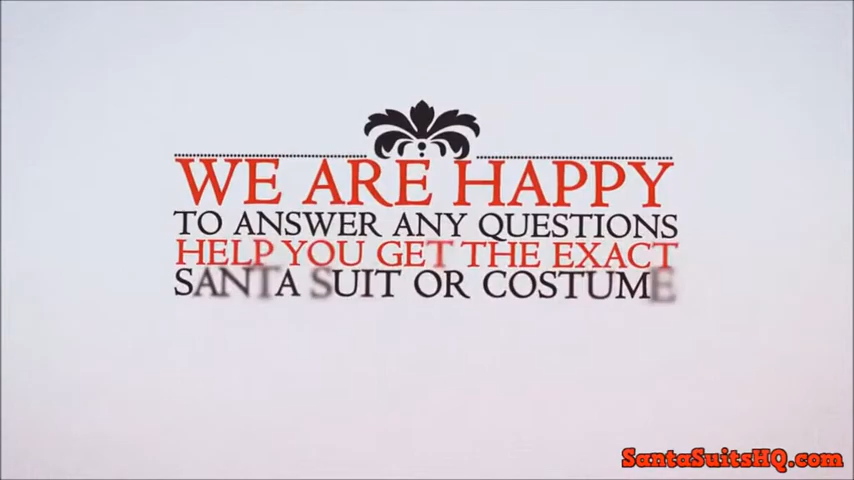 WE ARE HAPPY
TO ANSWER ANY QUESTIONS
HELP YOU GET THE EXACT
SANTA SUIT OR COSTUME
SantaSuitsHQ.com